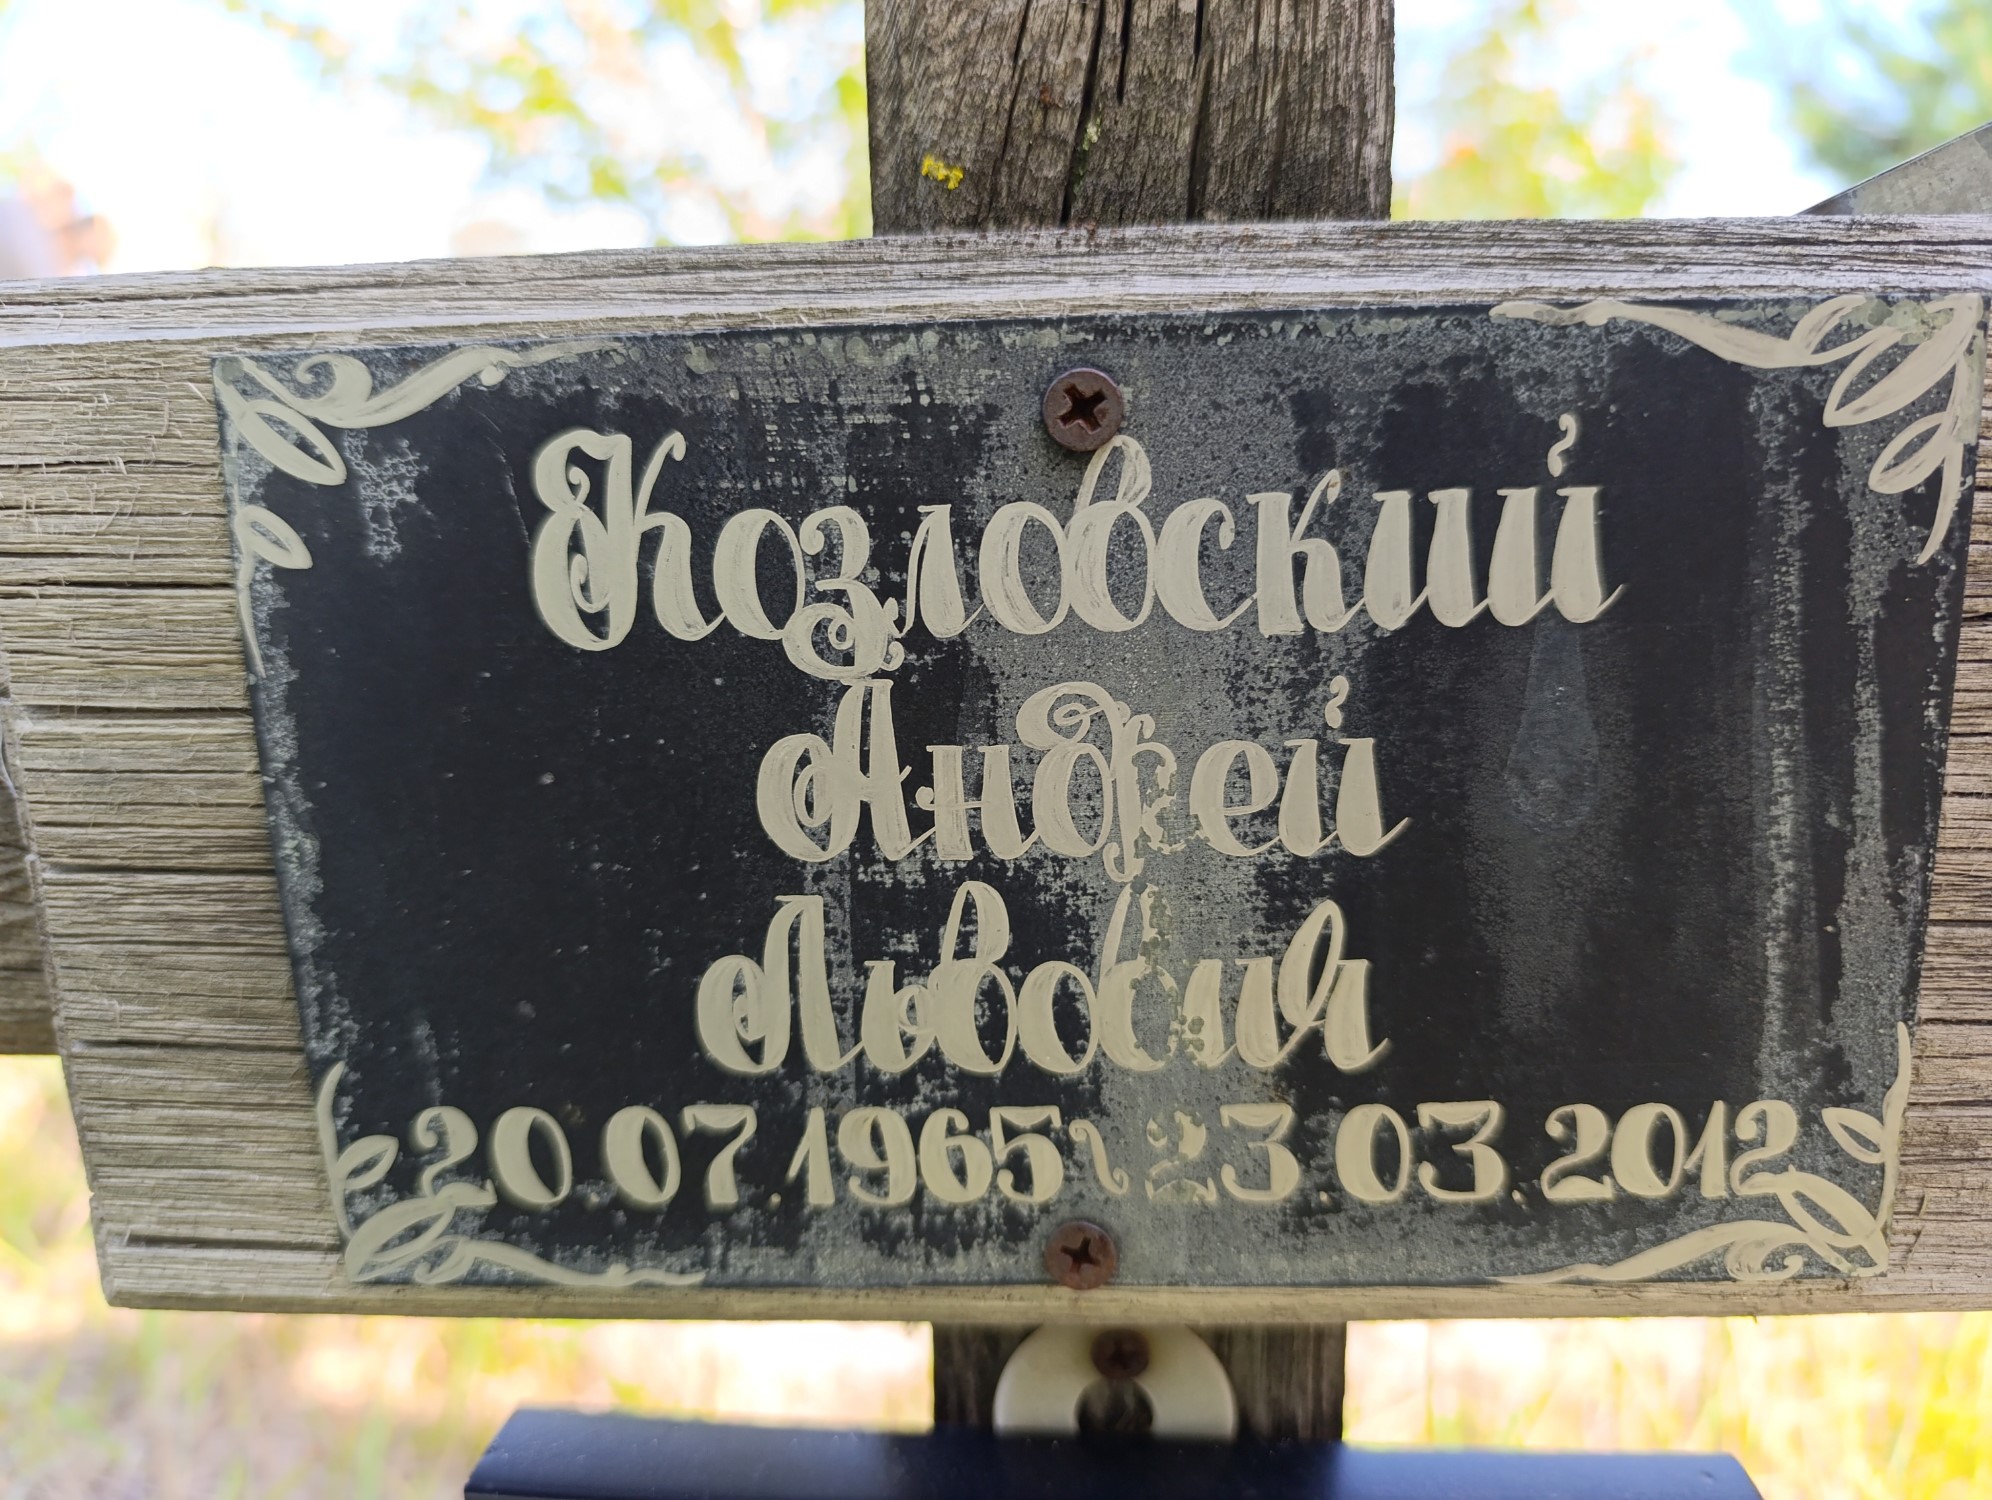 Козловский
Андрей
Львович
20.07.1965 ~ 23.03.2012